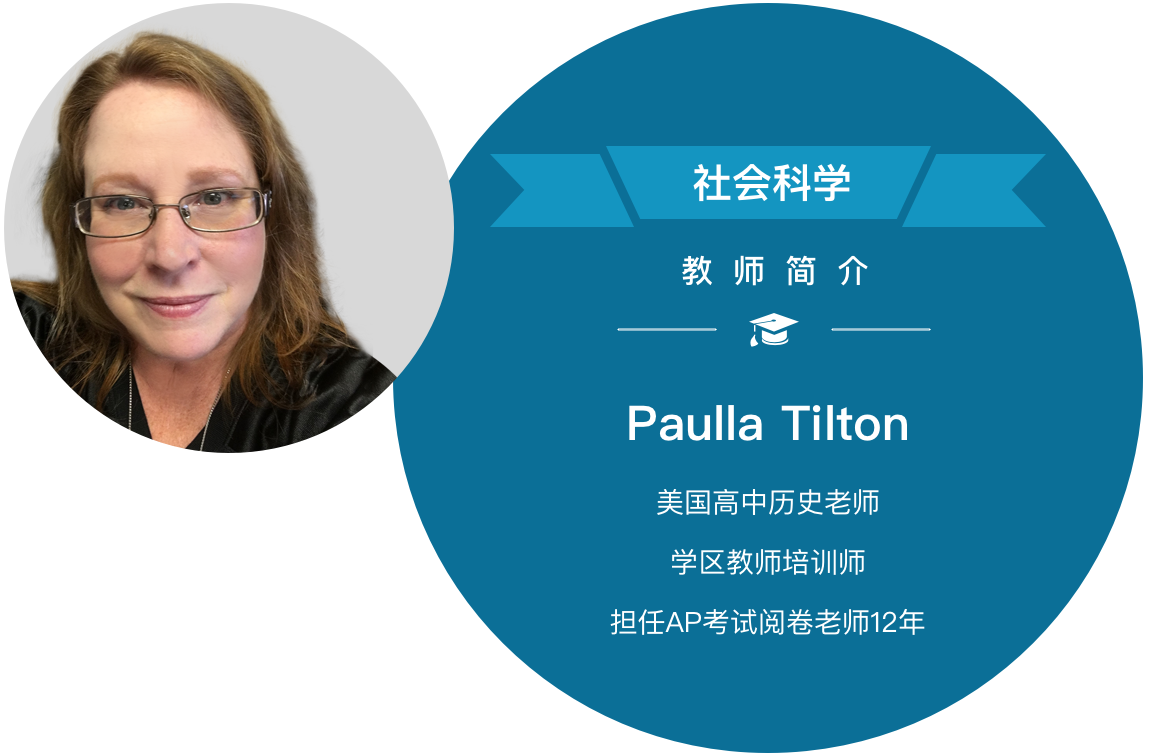 社会科学
教师简介
Paulla Tilton
美国高中历史老师
学区教师培训师
担任AP考试阅卷老师12年